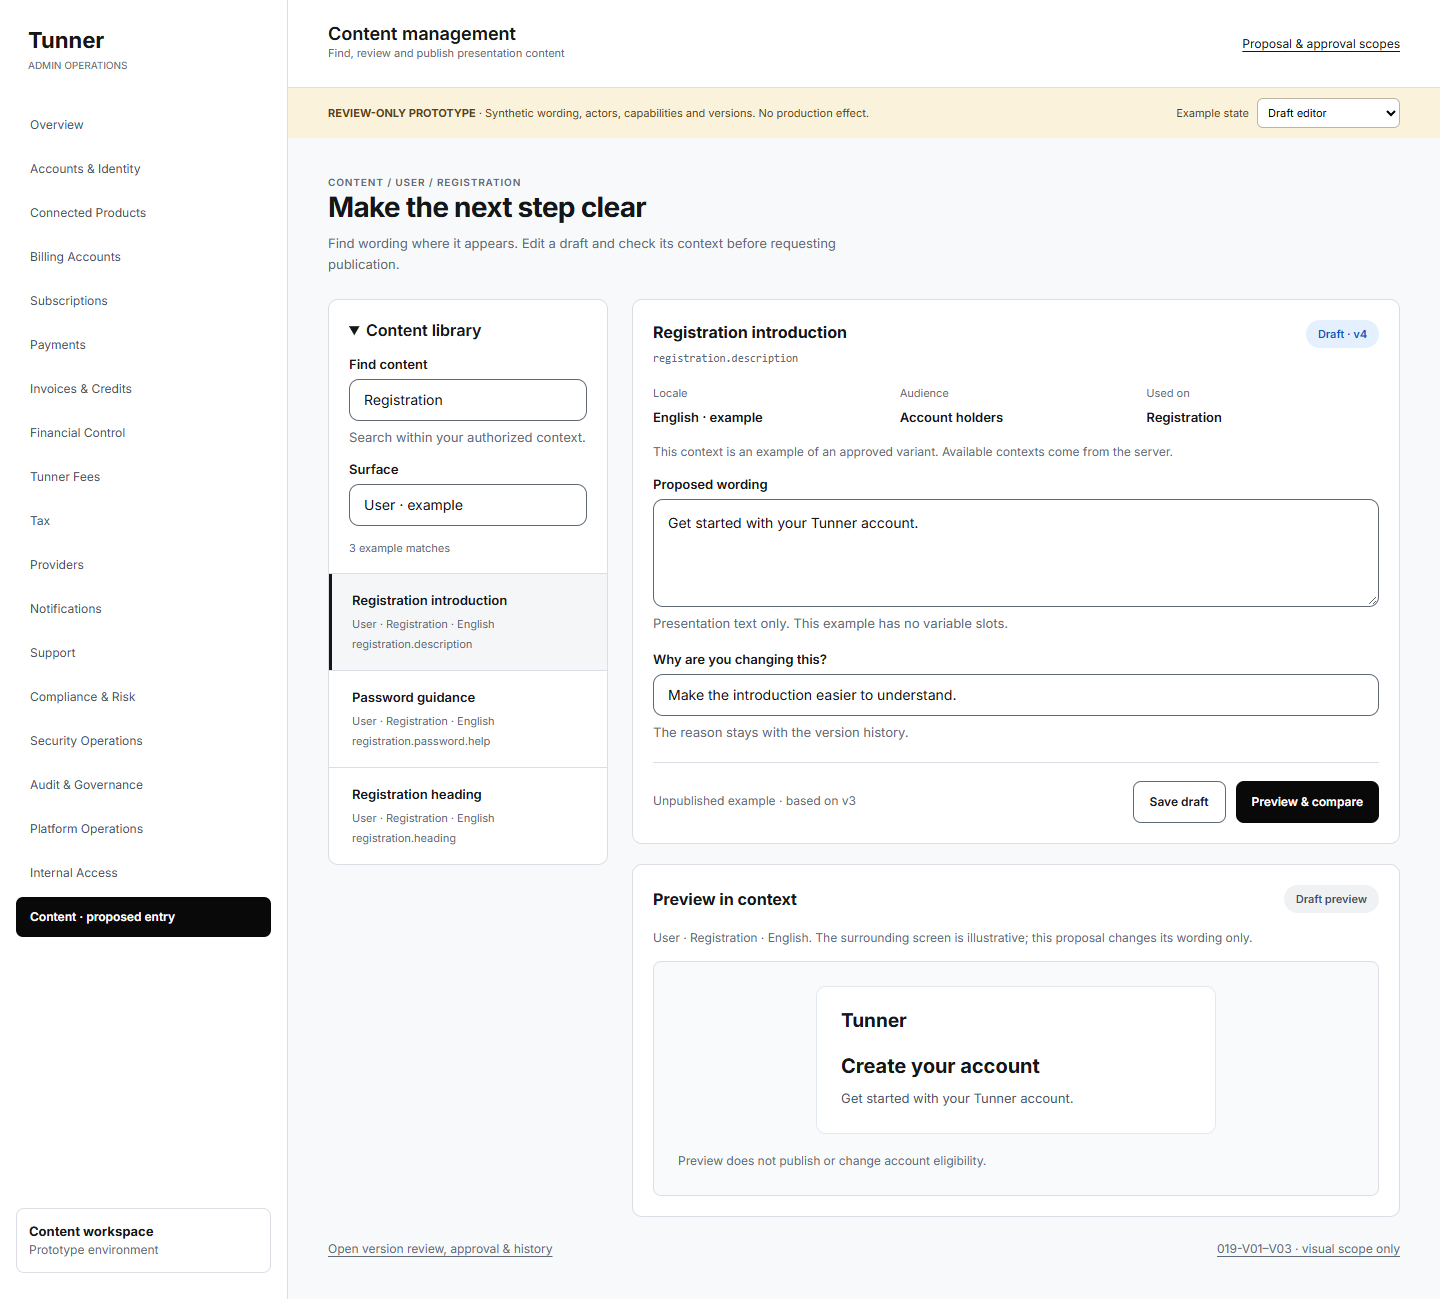 Tunner
ADMIN OPERATIONS
Overview
Accounts & Identity
Connected Products
Billing Accounts
Subscriptions
Payments
Invoices & Credits
Financial Control
Tunner Fees
Tax
Providers
Notifications
Support
Compliance & Risk
Security Operations
Audit & Governance
Platform Operations
Internal Access
Content · proposed entry
Content workspace
Prototype environment
Content management
Find, review and publish presentation content
Proposal & approval scopes
REVIEW-ONLY PROTOTYPE · Synthetic wording, actors, capabilities and versions. No production effect.
Example state
Draft editor
CONTENT / USER / REGISTRATION
Make the next step clear
Find wording where it appears. Edit a draft and check its context before requesting
publication.
▼ Content library
Find content
Registration
Search within your authorized context.
Surface
User · example
3 example matches
Registration introduction
User · Registration · English
registration.description
Password guidance
User · Registration · English
registration.password.help
Registration heading
User · Registration · English
registration.heading
Registration introduction
Draft · v4
registration.description
Locale
English · example
Audience
Account holders
Used on
Registration
This context is an example of an approved variant. Available contexts come from the server.
Proposed wording
Get started with your Tunner account.
Presentation text only. This example has no variable slots.
Why are you changing this?
Make the introduction easier to understand.
The reason stays with the version history.
Unpublished example · based on v3
Save draft
Preview & compare
Preview in context
Draft preview
User · Registration · English. The surrounding screen is illustrative; this proposal changes its wording only.
Tunner
Create your account
Get started with your Tunner account.
Preview does not publish or change account eligibility.
Open version review, approval & history
019-V01–V03 · visual scope only